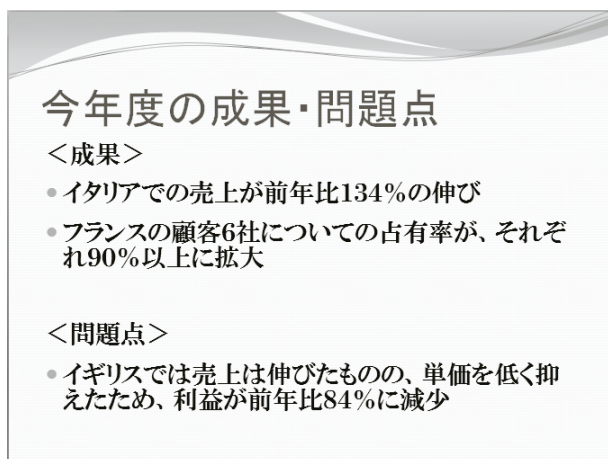 今年度の成果・問題点
＜成果＞
イタリアでの売上が前年比134％の伸び
フランスの顧客6社についての占有率が、それぞ
れ90％以上に拡大
＜問題点＞
イギリスでは売上は伸びたものの、単価を低く抑
えたため、利益が前年比84％に減少